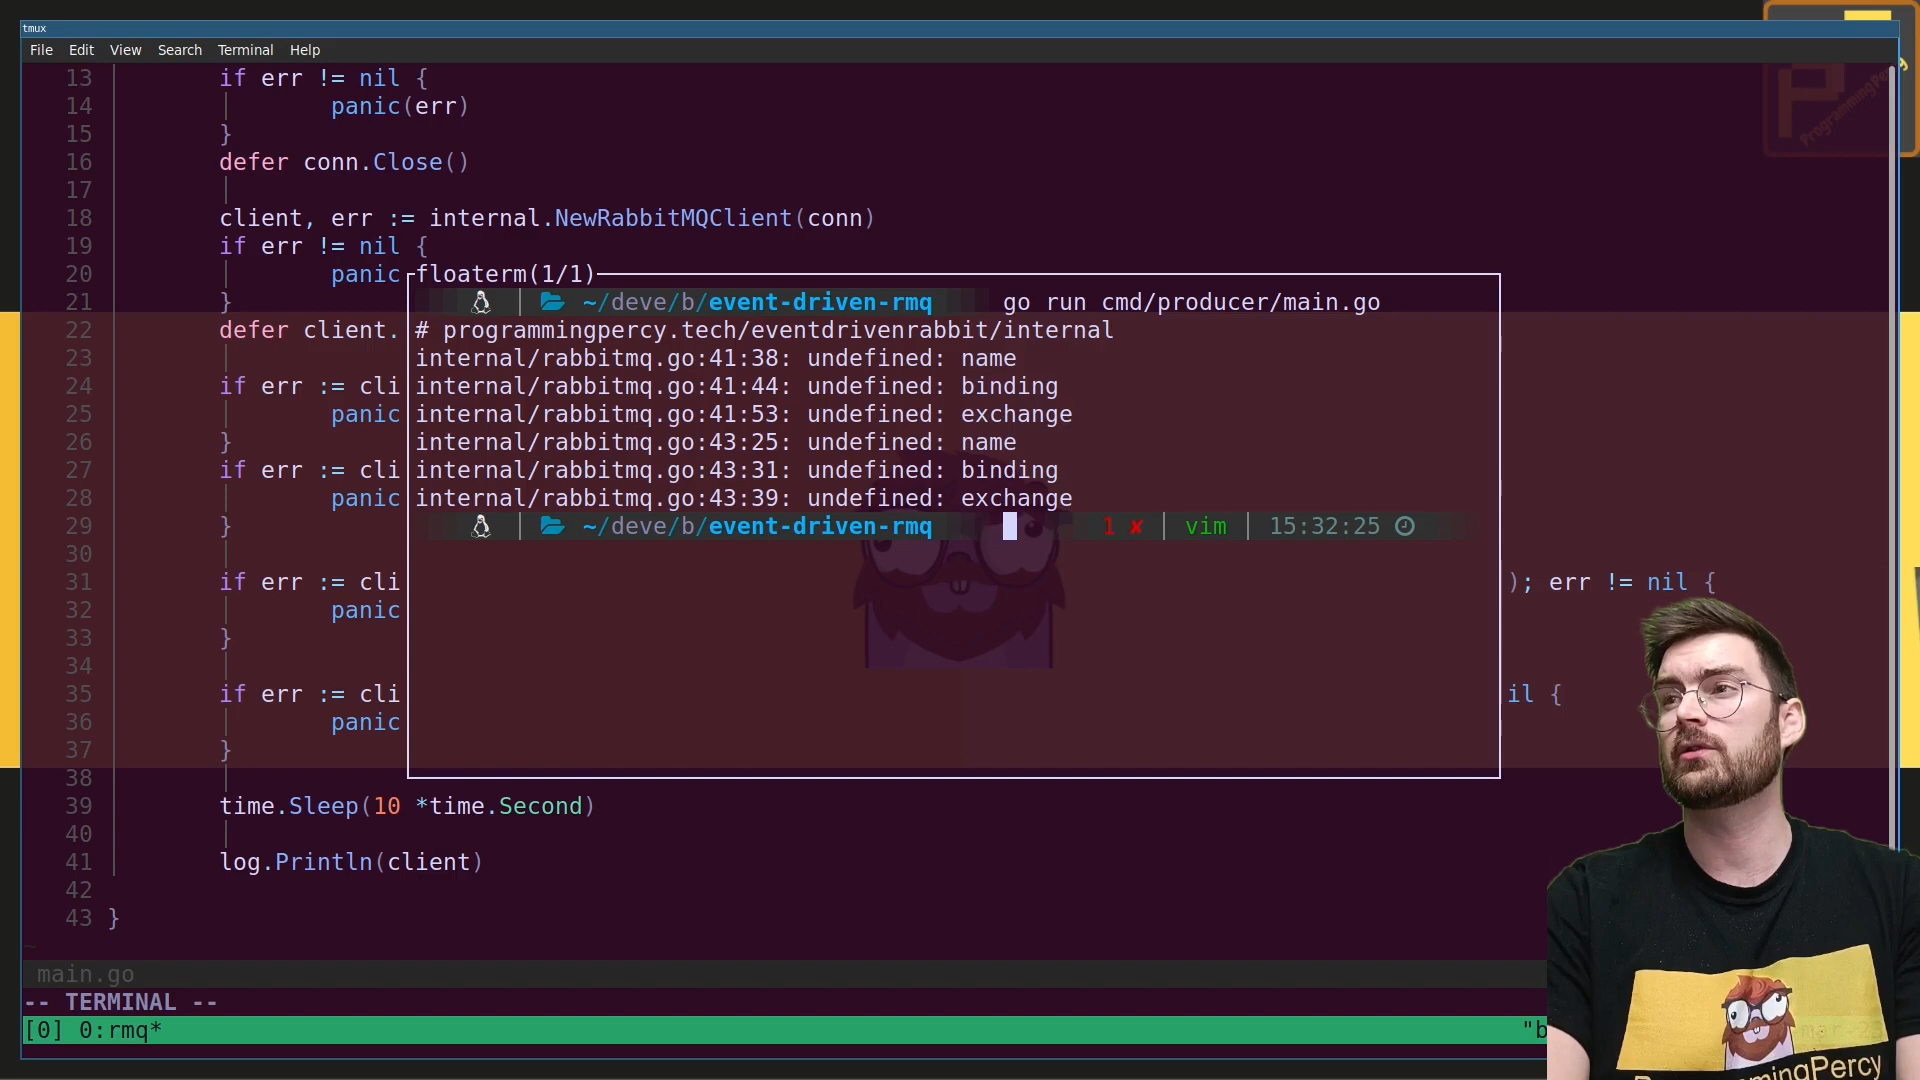 tmux
File Edit View Search Terminal Help
13 if err != nil {
14 panic(err)
15 }
16 defer conn.Close()
17
18 client, err := internal.NewRabbitMQClient(conn)
19 if err != nil {
20 panic
21 }
22 defer client.
23
24 if err := cli
25 panic
26 }
27 if err := cli
28 panic
29 }
30
31 if err := cli ); err != nil {
32 panic
33 }
34
35 if err := cli il {
36 panic
37 }
38
39 time.Sleep(10 *time.Second)
40
41 log.Println(client)
42
43 }
~
floaterm(1/1)
~/deve/b/event-driven-rmq go run cmd/producer/main.go
# programmingpercy.tech/eventdrivenrabbit/internal
internal/rabbitmq.go:41:38: undefined: name
internal/rabbitmq.go:41:44: undefined: binding
internal/rabbitmq.go:41:53: undefined: exchange
internal/rabbitmq.go:43:25: undefined: name
internal/rabbitmq.go:43:31: undefined: binding
internal/rabbitmq.go:43:39: undefined: exchange
~/deve/b/event-driven-rmq 1 ✘ vim 15:32:25
main.go
-- TERMINAL --
[0] 0:rmq* "b
ProgrammingPercy